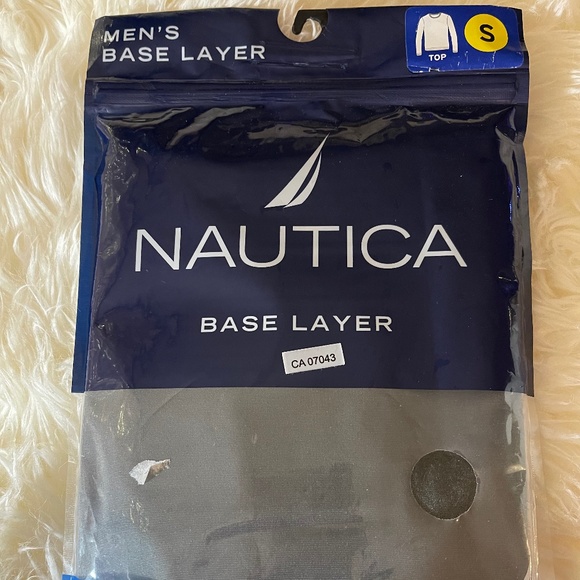 MEN'S
BASE LAYER
TOP
S
NAUTICA
BASE LAYER
CA 07043